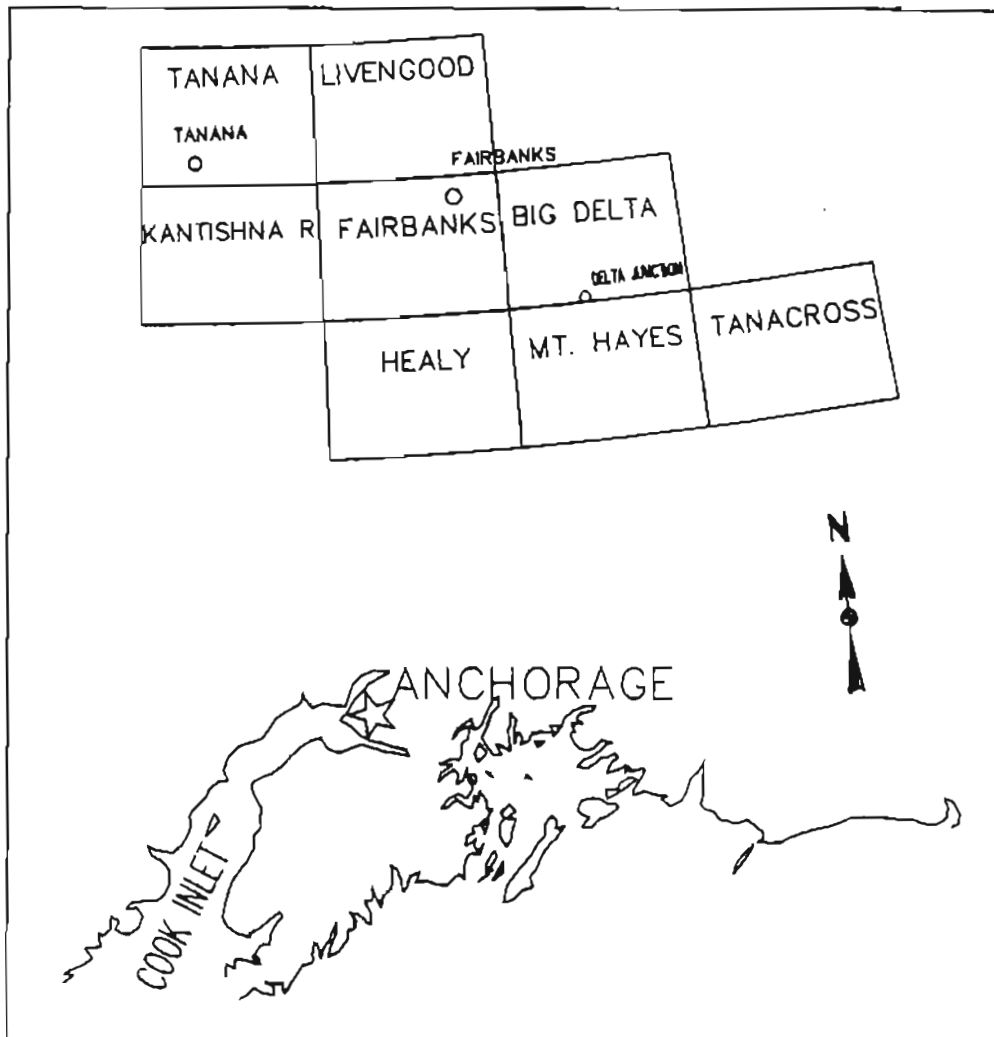 TANANA
LIVENGOOD
TANANA
FAIRBANKS
KANTISHNA R
FAIRBANKS
BIG DELTA
DELTA JUNCTION
HEALY
MT. HAYES
TANACROSS
N
ANCHORAGE
COOK INLET